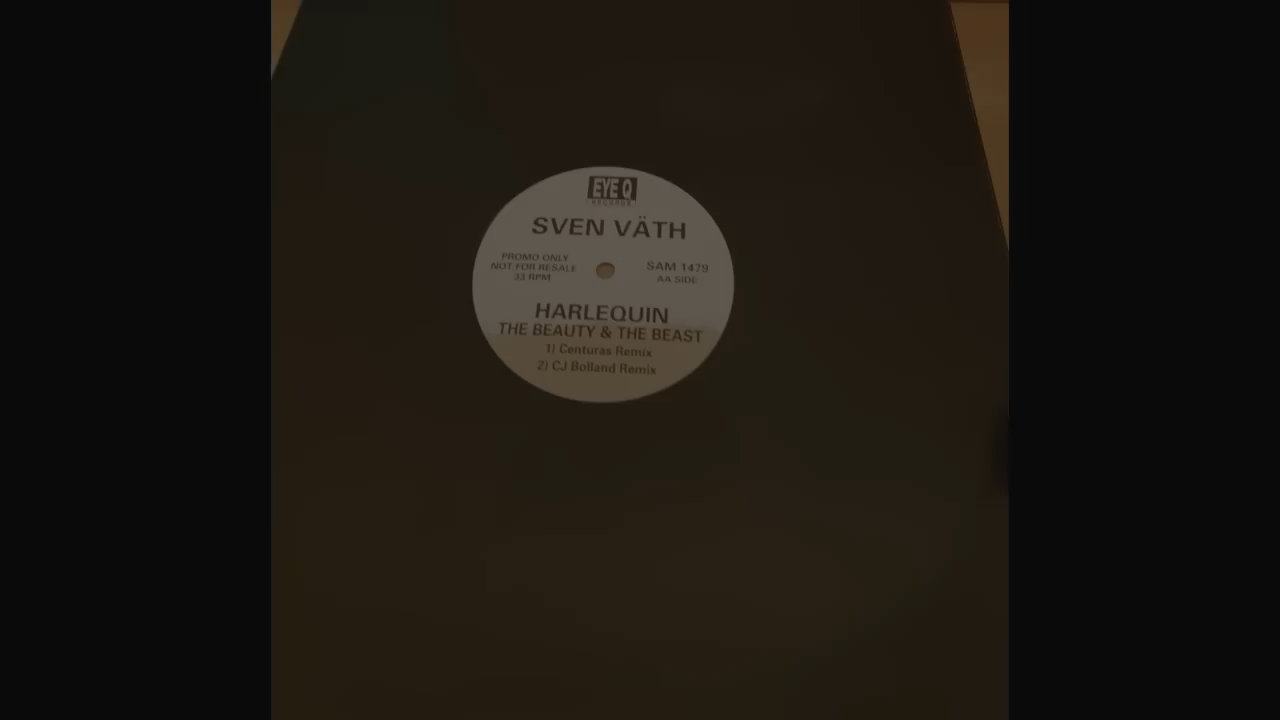 EYE Q
RECORDS
SVEN VÄTH
PROMO ONLY
NOT FOR RESALE
33 RPM
SAM 1479
AA SIDE
HARLEQUIN
THE BEAUTY & THE BEAST
1) Centuras Remix
2) CJ Bolland Remix